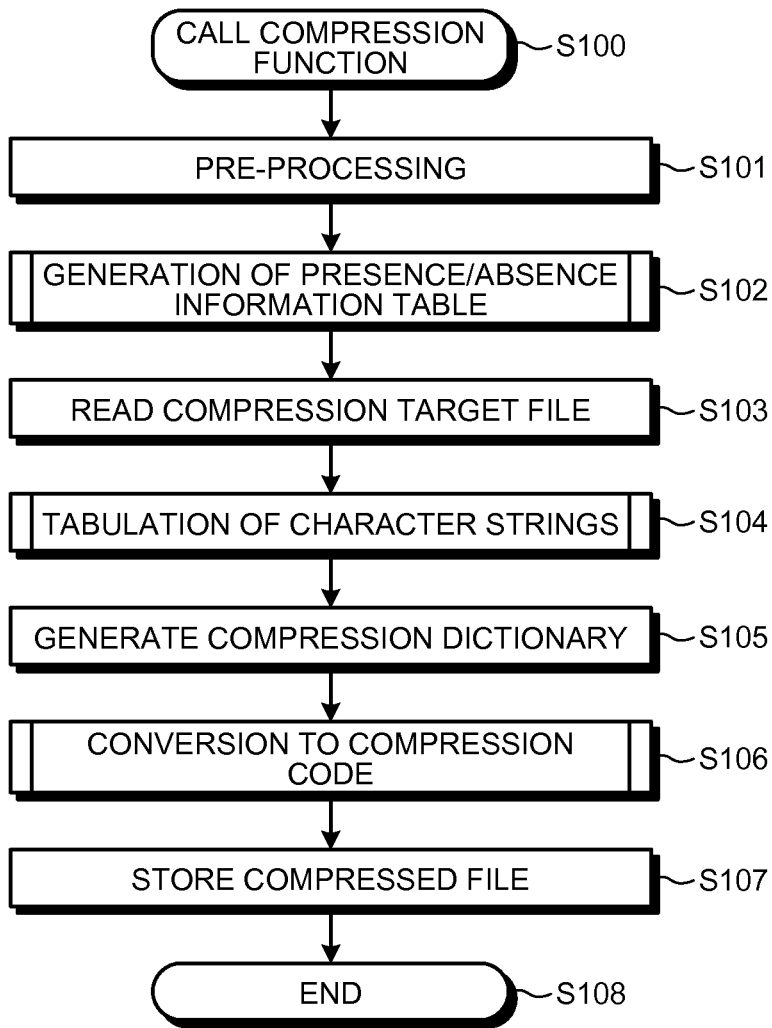 CALL COMPRESSION
FUNCTION
S100
PRE-PROCESSING
S101
GENERATION OF PRESENCE/ABSENCE
INFORMATION TABLE
S102
READ COMPRESSION TARGET FILE
S103
TABULATION OF CHARACTER STRINGS
S104
GENERATE COMPRESSION DICTIONARY
S105
CONVERSION TO COMPRESSION
CODE
S106
STORE COMPRESSED FILE
S107
END
S108